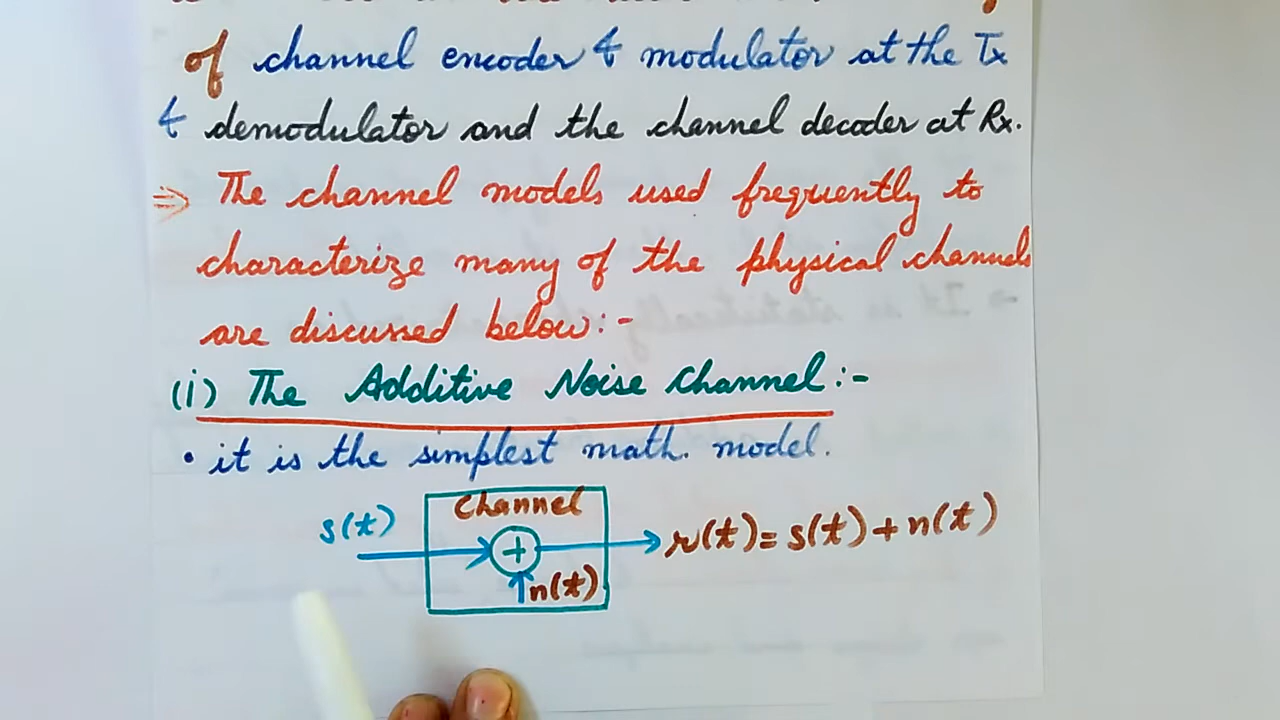 of channel encoder & modulator at the Tx
& demodulator and the channel decoder at Rx.
⇒ The channel models used frequently to
characterize many of the physical channels
are discussed below:-
(i) The Additive Noise Channel:-
• it is the simplest math. model.
Channel
s(t)
+
n(t)
r(t)= s(t)+n(t)